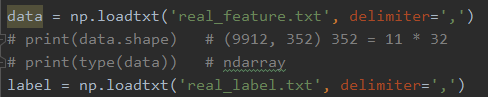 data = np.loadtxt('real_feature.txt', delimiter=',')
# print(data.shape)   # (9912, 352) 352 = 11 * 32
# print(type(data))   # ndarray
label = np.loadtxt('real_label.txt', delimiter=',')